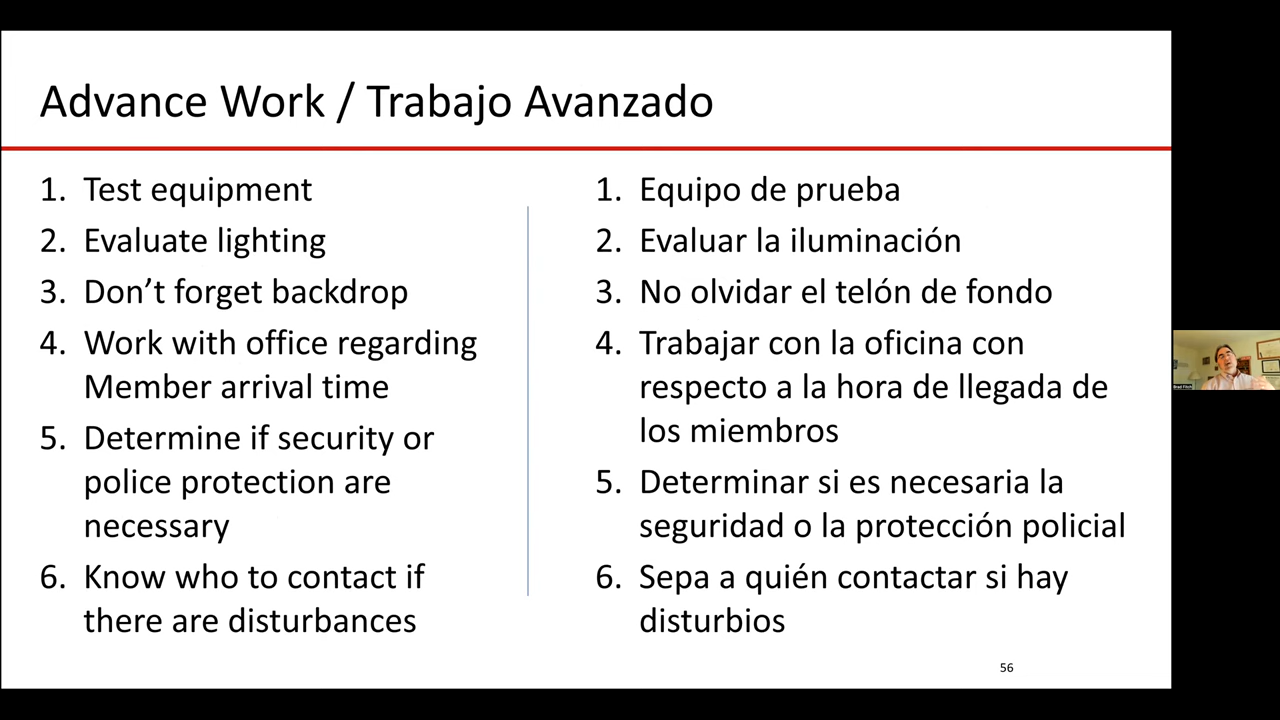 Advance Work / Trabajo Avanzado
1. Test equipment
2. Evaluate lighting
3. Don’t forget backdrop
4. Work with office regarding
Member arrival time
5. Determine if security or
police protection are
necessary
6. Know who to contact if
there are disturbances
1. Equipo de prueba
2. Evaluar la iluminación
3. No olvidar el telón de fondo
4. Trabajar con la oficina con
respecto a la hora de llegada de
los miembros
5. Determinar si es necesaria la
seguridad o la protección policial
6. Sepa a quién contactar si hay
disturbios
56
Brad Fitch